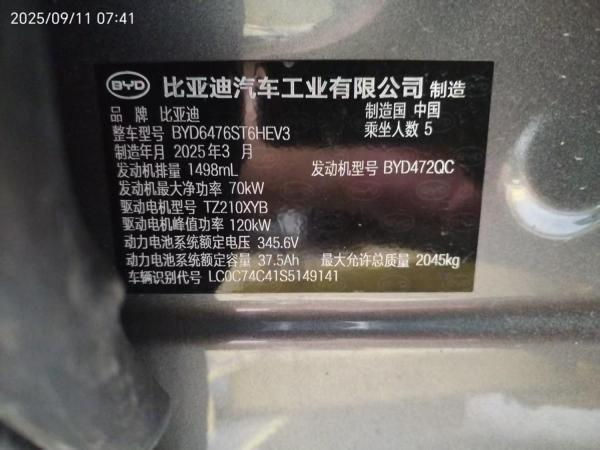 2025/09/11 07:41
BYD 比亚迪汽车工业有限公司 制造
品 牌 比亚迪 制造国 中国
整车型号 BYD6476ST6HEV3 乘坐人数 5
制造年月 2025年3 月
发动机排量 1498mL 发动机型号 BYD472QC
发动机最大净功率 70kW
驱动电机型号 TZ210XYB
驱动电机峰值功率 120kW
动力电池系统额定电压 345.6V
动力电池系统额定容量 37.5Ah 最大允许总质量 2045kg
车辆识别代号 LC0C74C41S5149141